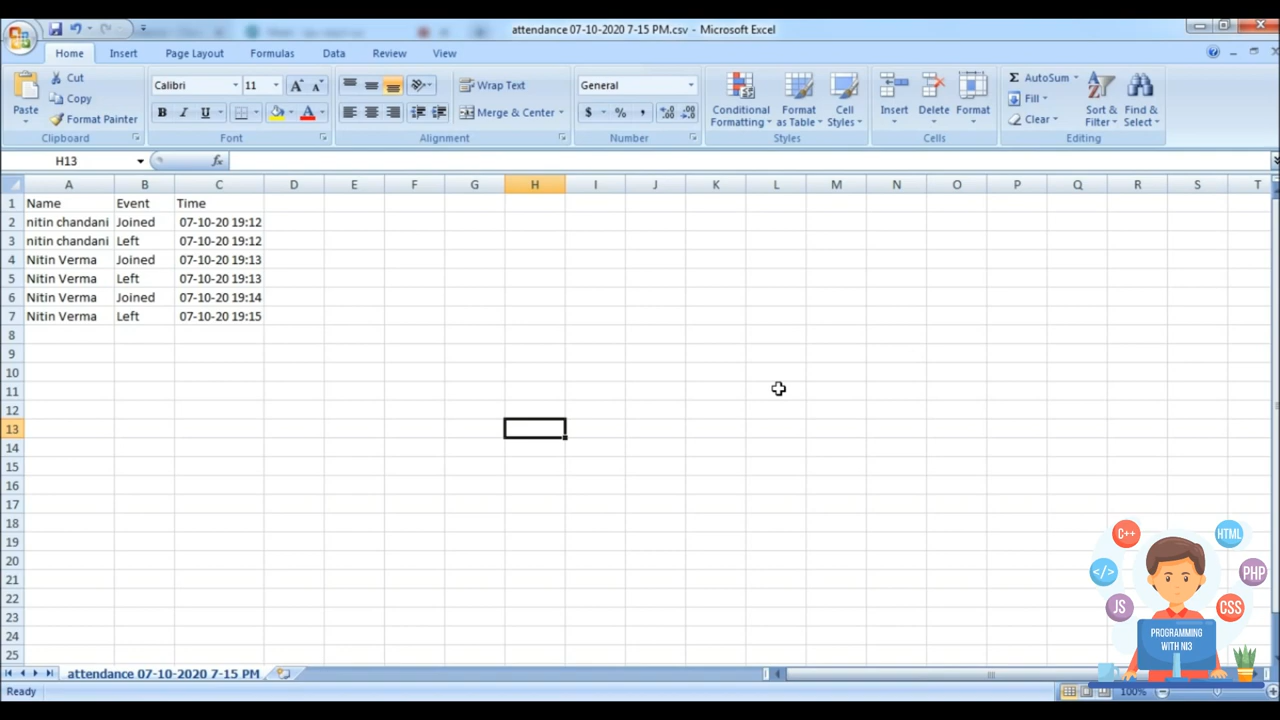 attendance 07-10-2020 7-15 PM.csv - Microsoft Excel
Home Insert Page Layout Formulas Data Review View
Paste
Cut
Copy
Format Painter
Clipboard
Calibri 11
B I U
Font
Wrap Text
Merge & Center
Alignment
General
$ % ,
Number
Conditional Formatting
Format as Table
Cell Styles
Styles
Insert
Delete
Format
Cells
AutoSum
Fill
Clear
Sort & Filter
Find & Select
Editing
H13 fx
A B C D E F G H I J K L M N O P Q R S T
1 Name Event Time
2 nitin chandani Joined 07-10-20 19:12
3 nitin chandani Left 07-10-20 19:12
4 Nitin Verma Joined 07-10-20 19:13
5 Nitin Verma Left 07-10-20 19:13
6 Nitin Verma Joined 07-10-20 19:14
7 Nitin Verma Left 07-10-20 19:15
8
9
10
11
12
13
14
15
16
17
18
19
20
21
22
23
24
25
C++ HTML
</> PHP
JS CSS
PROGRAMMING
WITH NI3
attendance 07-10-2020 7-15 PM
Ready 100%